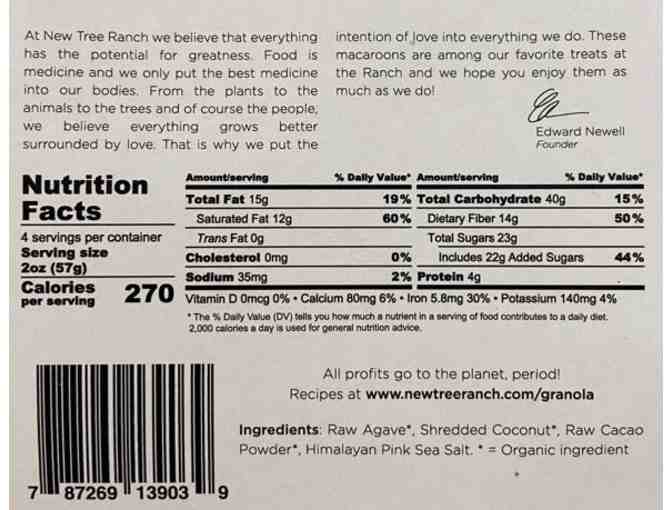 At New Tree Ranch we believe that everything
has the potential for greatness. Food is
medicine and we only put the best medicine
into our bodies. From the plants to the
animals to the trees and of course the people,
we believe everything grows better
surrounded by love. That is why we put the
intention of love into everything we do. These
macaroons are among our favorite treats at
the Ranch and we hope you enjoy them as
much as we do!
Edward Newell
Founder
Nutrition
Facts
4 servings per container
Serving size
2oz (57g)
Calories
per serving 270
Amount/serving % Daily Value*
Total Fat 15g 19%
Saturated Fat 12g 60%
Trans Fat 0g
Cholesterol 0mg 0%
Sodium 35mg 2%
Amount/serving % Daily Value*
Total Carbohydrate 40g 15%
Dietary Fiber 14g 50%
Total Sugars 23g
Includes 22g Added Sugars 44%
Protein 4g
Vitamin D 0mcg 0% • Calcium 80mg 6% • Iron 5.8mg 30% • Potassium 140mg 4%
* The % Daily Value (DV) tells you how much a nutrient in a serving of food contributes to a daily diet.
2,000 calories a day is used for general nutrition advice.
All profits go to the planet, period!
Recipes at www.newtreeranch.com/granola
Ingredients: Raw Agave*, Shredded Coconut*, Raw Cacao
Powder*, Himalayan Pink Sea Salt. * = Organic ingredient
7 87269 13903 9